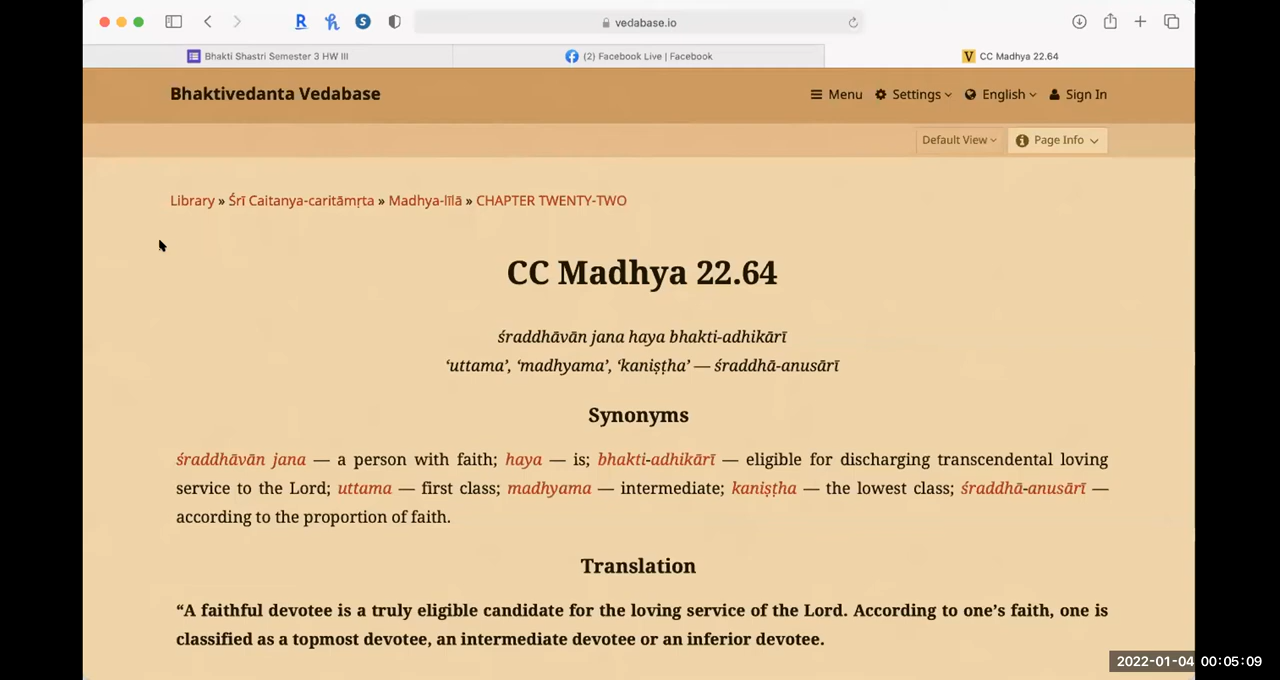 vedabase.io
Bhakti Shastri Semester 3 HW III
(2) Facebook Live | Facebook
V CC Madhya 22.64
Bhaktivedanta Vedabase
Menu Settings English Sign In
Default View Page Info
Library » Śrī Caitanya-caritāmṛta » Madhya-līlā » CHAPTER TWENTY-TWO
CC Madhya 22.64
śraddhāvān jana haya bhakti-adhikārī
‘uttama’, ‘madhyama’, ‘kaniṣṭha’ — śraddhā-anusārī
Synonyms
śraddhāvān jana — a person with faith; haya — is; bhakti-adhikārī — eligible for discharging transcendental loving
service to the Lord; uttama — first class; madhyama — intermediate; kaniṣṭha — the lowest class; śraddhā-anusārī —
according to the proportion of faith.
Translation
“A faithful devotee is a truly eligible candidate for the loving service of the Lord. According to one’s faith, one is
classified as a topmost devotee, an intermediate devotee or an inferior devotee.
2022-01-04 00:05:09